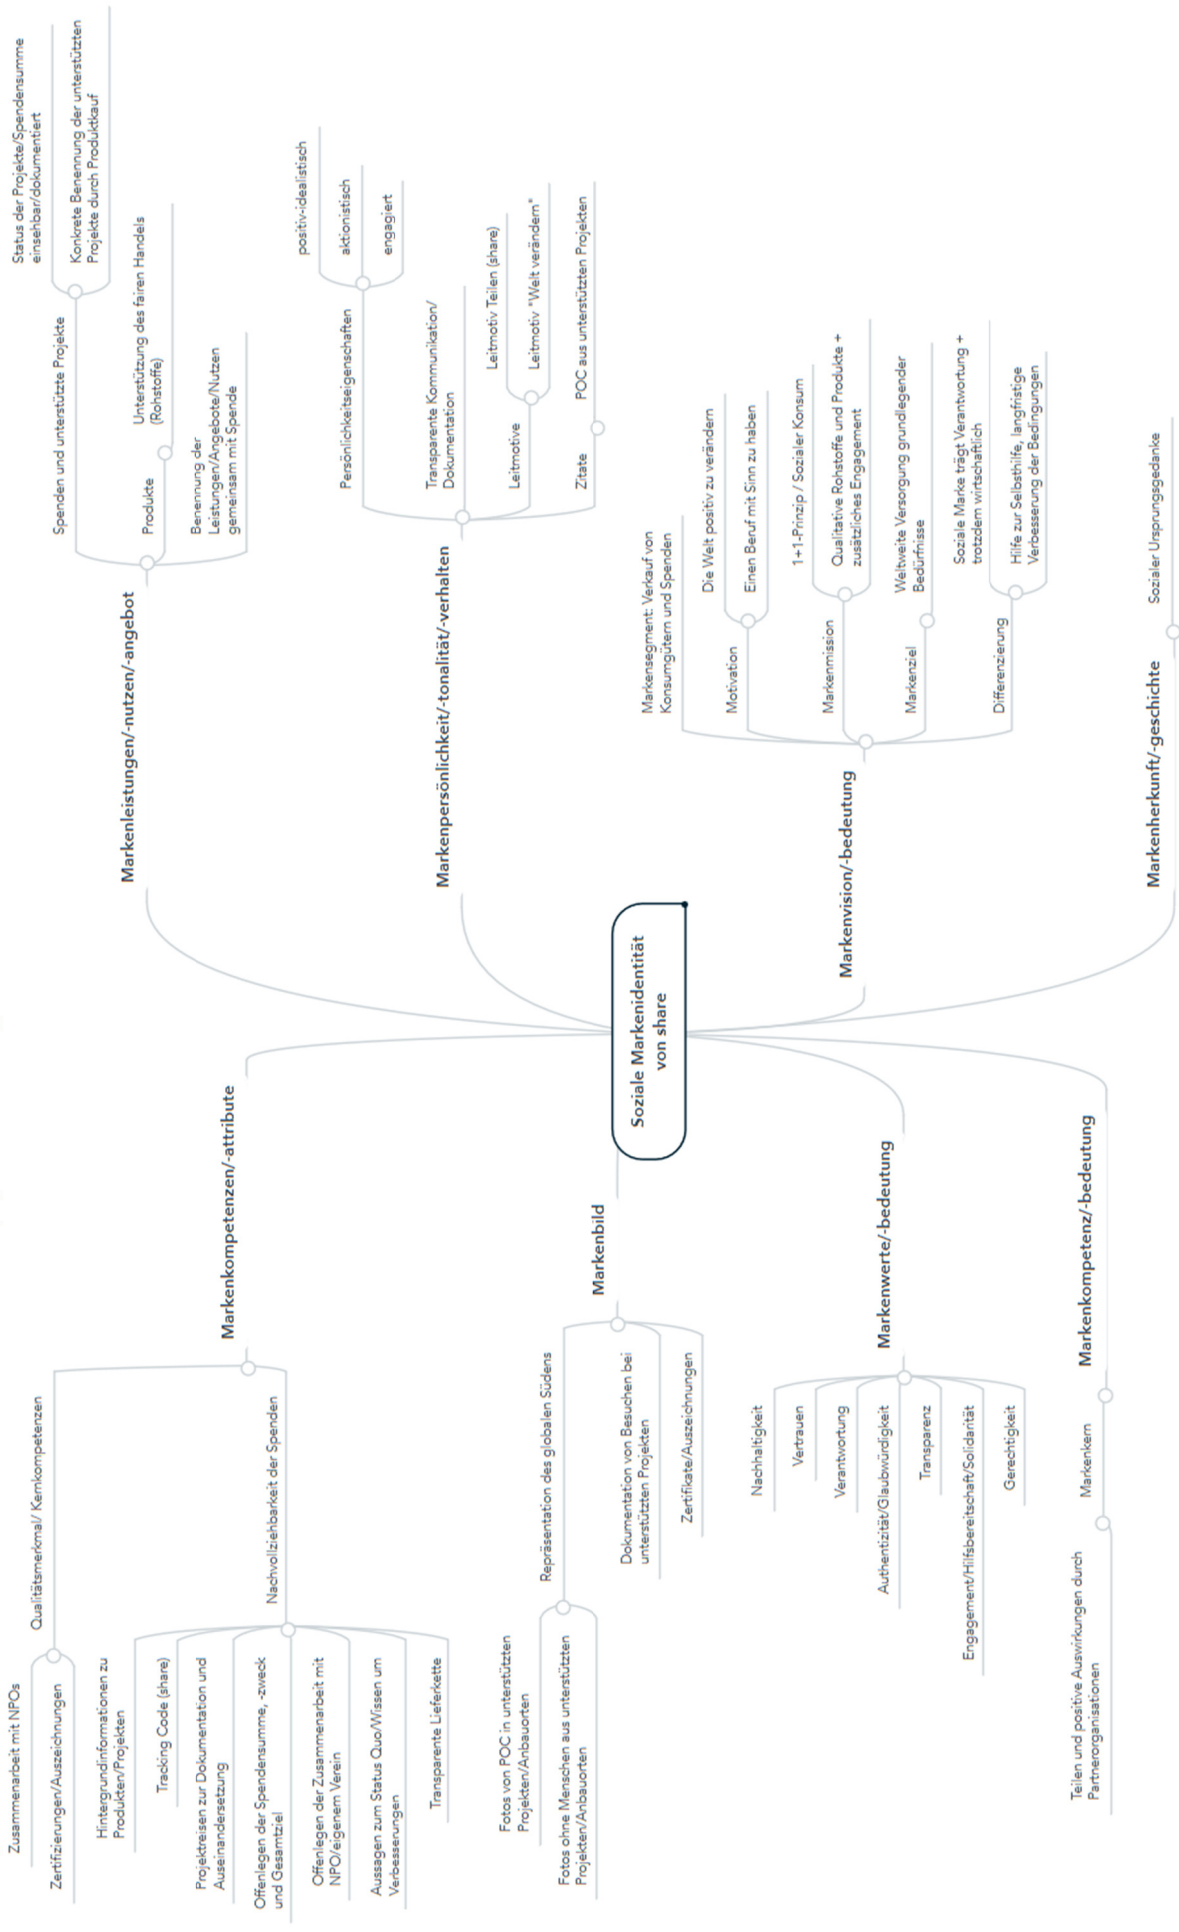 Soziale Markenidentität
von share
Markenkompetenzen/-attribute
Qualitätsmerkmal/ Kernkompetenzen
Zusammenarbeit mit NPOs
Zertifizierungen/Auszeichnungen
Nachvollziehbarkeit der Spenden
Hintergrundinformationen zu
Produkten/Projekten
Tracking Code (share)
Projektreisen zur Dokumentation und
Auseinandersetzung
Offenlegen der Spendensumme, -zweck
und Gesamtziel
Offenlegen der Zusammenarbeit mit
NPO/eigenem Verein
Aussagen zum Status Quo/Wissen um
Verbesserungen
Transparente Lieferkette
Markenbild
Repräsentation des globalen Südens
Fotos von POC in unterstützten
Projekten/Anbauorten
Fotos ohne Menschen aus unterstützten
Projekten/Anbauorten
Dokumentation von Besuchen bei
unterstützten Projekten
Zertifikate/Auszeichnungen
Markenwerte/-bedeutung
Nachhaltigkeit
Vertrauen
Verantwortung
Authentizität/Glaubwürdigkeit
Transparenz
Engagement/Hilfsbereitschaft/Solidarität
Gerechtigkeit
Markenkompetenz/-bedeutung
Markenkern
Teilen und positive Auswirkungen durch
Partnerorganisationen
Markenleistungen/-nutzen/-angebot
Spenden und unterstützte Projekte
Status der Projekte/Spendensumme
einsehbar/dokumentiert
Konkrete Benennung der unterstützten
Projekte durch Produktkauf
Produkte
Unterstützung des fairen Handels
(Rohstoffe)
Benennung der
Leistungen/Angebote/Nutzen
gemeinsam mit Spende
Markenpersönlichkeit/-tonalität/-verhalten
Persönlichkeitseigenschaften
positiv-idealistisch
aktionistisch
engagiert
Transparente Kommunikation/
Dokumentation
Leitmotive
Leitmotiv Teilen (share)
Leitmotiv "Welt verändern"
Zitate
POC aus unterstützten Projekten
Markenvision/-bedeutung
Markensegment: Verkauf von
Konsumgütern und Spenden
Motivation
Die Welt positiv zu verändern
Einen Beruf mit Sinn zu haben
Markenmission
1+1-Prinzip / Sozialer Konsum
Qualitative Rohstoffe und Produkte +
zusätzliches Engagement
Markenziel
Weltweite Versorgung grundlegender
Bedürfnisse
Differenzierung
Soziale Marke trägt Verantwortung +
trotzdem wirtschaftlich
Hilfe zur Selbsthilfe, langfristige
Verbesserung der Bedingungen
Markenherkunft/-geschichte
Sozialer Ursprungsgedanke